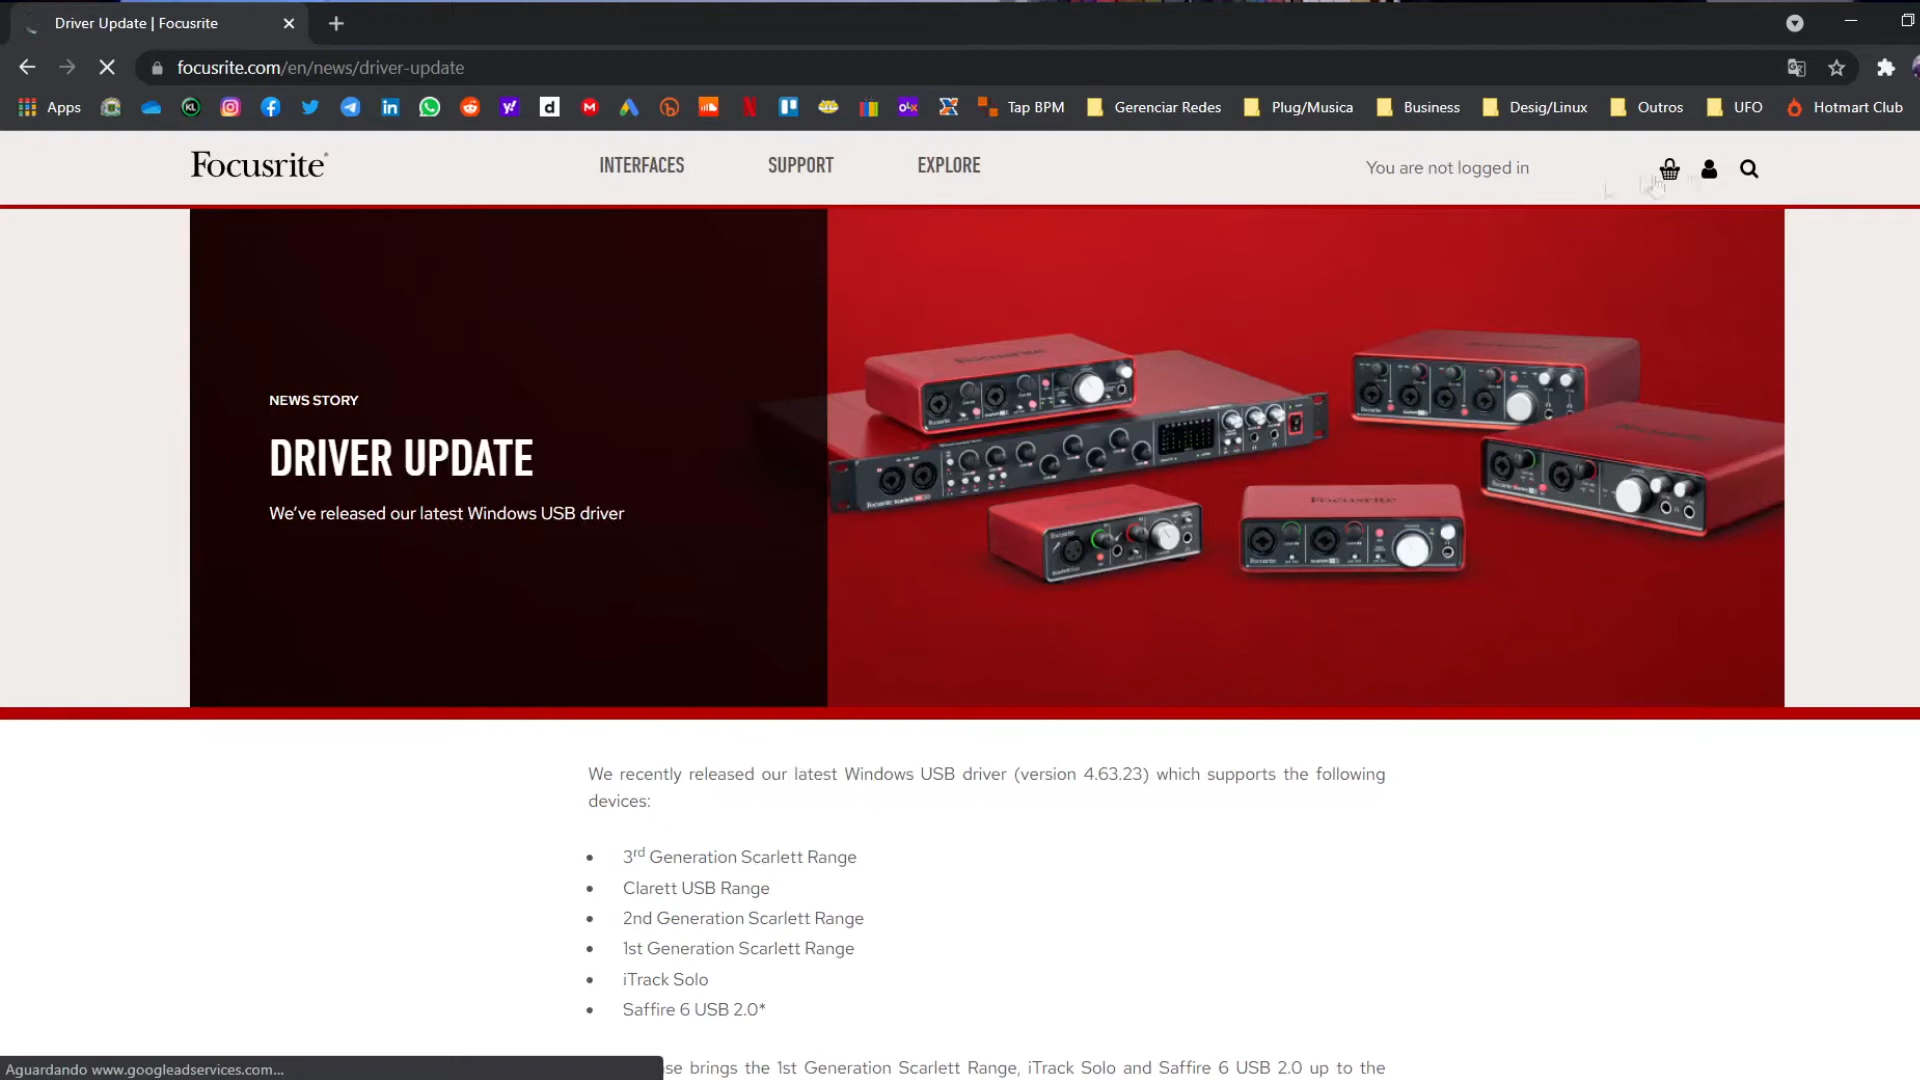 Driver Update | Focusrite
focusrite.com/en/news/driver-update
Apps
Tap BPM
Gerenciar Redes
Plug/Musica
Business
Desig/Linux
Outros
UFO
Hotmart Club
Focusrite
INTERFACES
SUPPORT
EXPLORE
You are not logged in
NEWS STORY
DRIVER UPDATE
We've released our latest Windows USB driver
We recently released our latest Windows USB driver (version 4.63.23) which supports the following
devices:
• 3rd Generation Scarlett Range
• Clarett USB Range
• 2nd Generation Scarlett Range
• 1st Generation Scarlett Range
• iTrack Solo
• Saffire 6 USB 2.0*
se brings the 1st Generation Scarlett Range, iTrack Solo and Saffire 6 USB 2.0 up to the
Aguardando www.googleadservices.com...